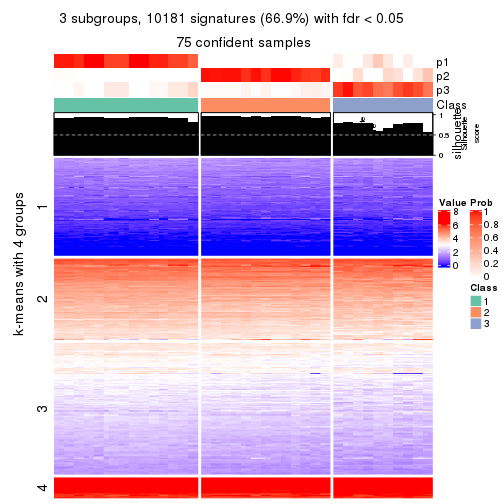 3 subgroups, 10181 signatures (66.9%) with fdr < 0.05
75 confident samples
p1
p2
p3
Class
1
0.5
0
silhouette
Silhouette
score
k-means with 4 groups
1
2
3
4
Value
8
6
4
2
0
Prob
1
0.8
0.6
0.4
0.2
0
Class
1
2
3